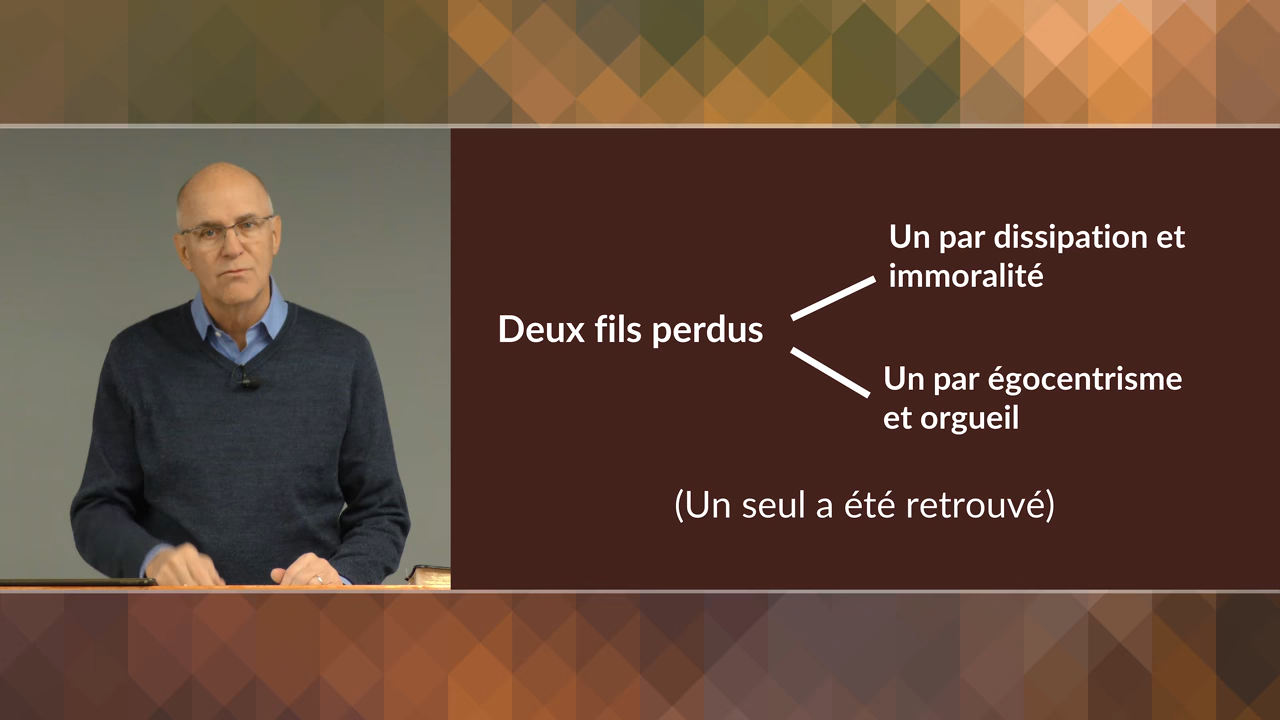 Un par dissipation et
immoralité
Deux fils perdus
Un par égocentrisme
et orgueil
(Un seul a été retrouvé)